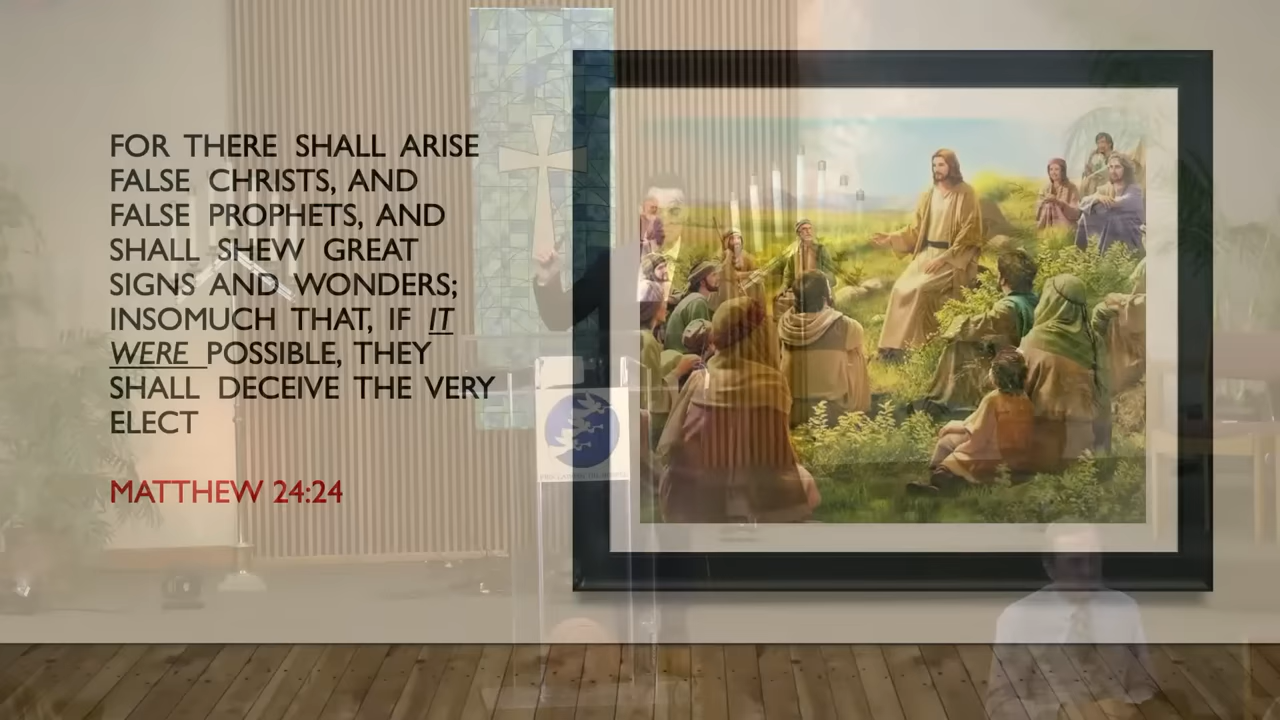 FOR THERE SHALL ARISE
FALSE CHRISTS, AND
FALSE PROPHETS, AND
SHALL SHEW GREAT
SIGNS AND WONDERS;
INSOMUCH THAT, IF IT
WERE POSSIBLE, THEY
SHALL DECEIVE THE VERY
ELECT
MATTHEW 24:24